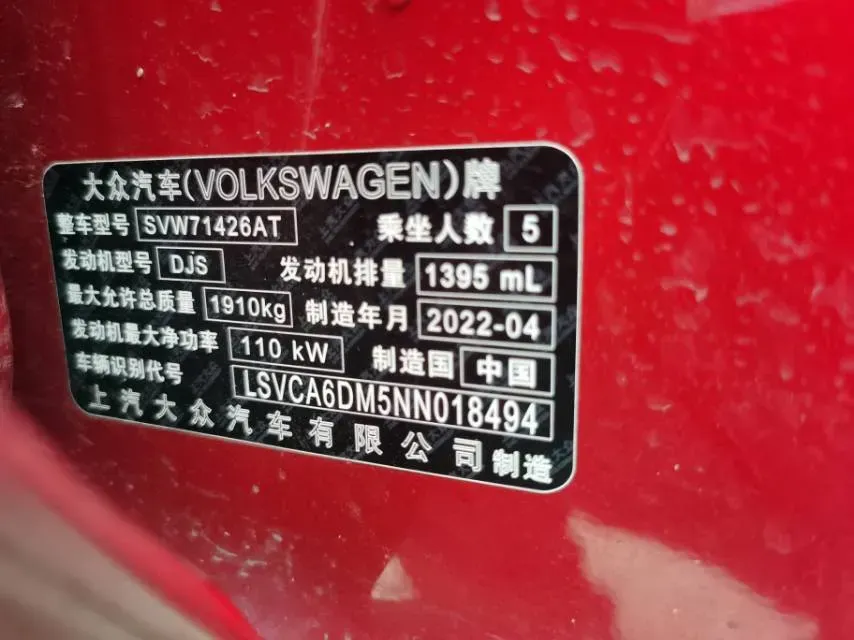 大众汽车(VOLKSWAGEN)牌
整车型号 SVW71426AT 乘坐人数 5
发动机型号 DJS 发动机排量 1395 mL
最大允许总质量 1910kg 制造年月 2022-04
发动机最大净功率 110 kW 制造国 中国
车辆识别代号 LSVCA6DM5NN018494
上汽大众汽车有限公司 制造